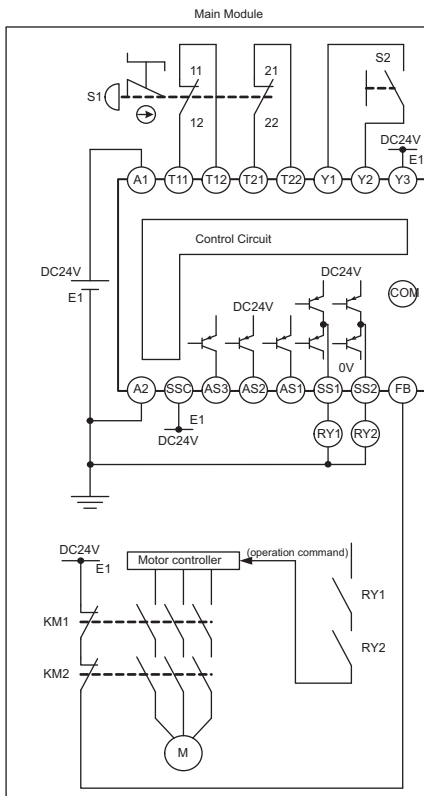 Main Module
S1
11
12
21
22
S2
DC24V
E1
A1
T11
T12
T21
T22
Y1
Y2
Y3
Control Circuit
DC24V
E1
DC24V
DC24V
COM
0V
A2
SSC
AS3
AS2
AS1
SS1
SS2
FB
E1
DC24V
RY1
RY2
DC24V
E1
Motor controller
(operation command)
RY1
KM1
RY2
KM2
M